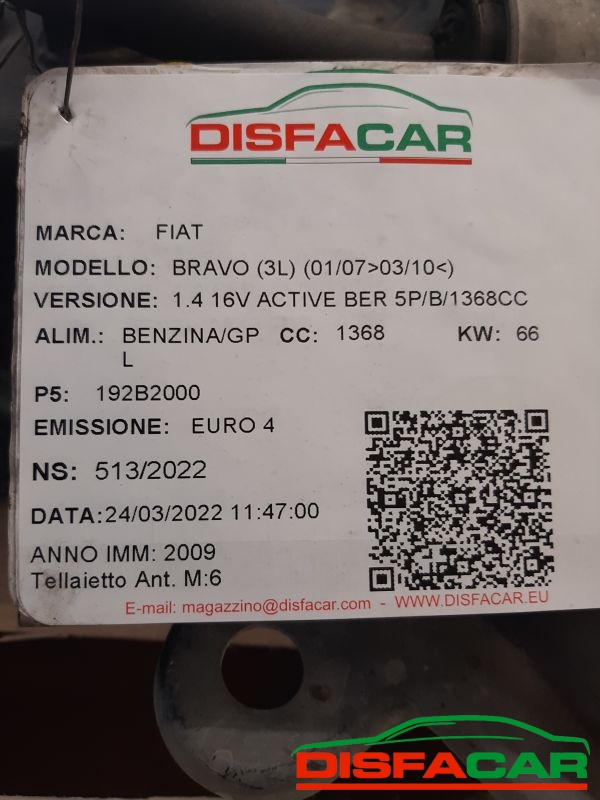 DISFACAR
MARCA: FIAT
MODELLO: BRAVO (3L) (01/07>03/10<)
VERSIONE: 1.4 16V ACTIVE BER 5P/B/1368CC
ALIM.: BENZINA/GP CC: 1368 KW: 66
L
P5: 192B2000
EMISSIONE: EURO 4
NS: 513/2022
DATA:24/03/2022 11:47:00
ANNO IMM: 2009
Tellaietto Ant. M:6
E-mail: magazzino@disfacar.com - WWW.DISFACAR.EU
DISFACAR